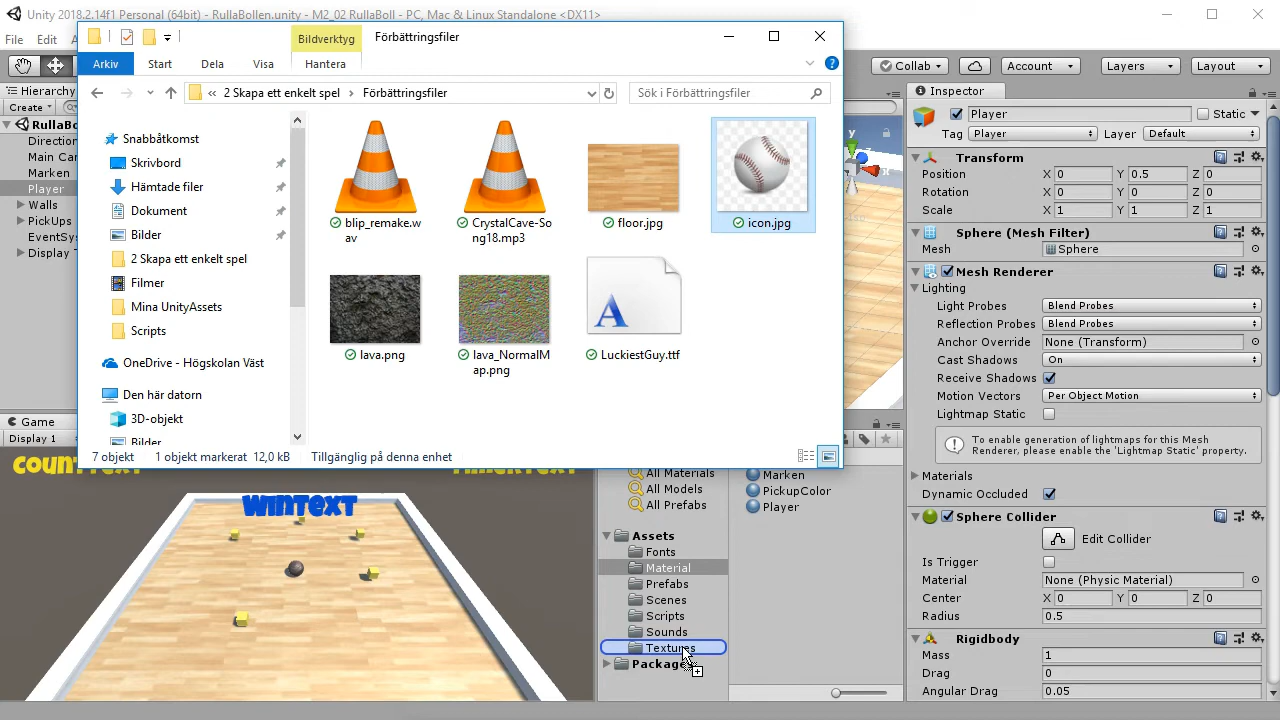 Unity 2018.2.14f1 Personal (64bit) - RullaBollen.unity - M2_02 RullaBoll - PC, Mac & Linux Standalone <DX11>
File Edit
Bildverktyg
Förbättringsfiler
Arkiv Start Dela Visa Hantera
2 Skapa ett enkelt spel Förbättringsfiler
Sök i Förbättringsfiler
Snabbåtkomst
Skrivbord
Hämtade filer
Dokument
Bilder
2 Skapa ett enkelt spel
Filmer
Mina UnityAssets
Scripts
OneDrive - Högskolan Väst
Den här datorn
3D-objekt
Bilder
blip_remake.w
av
CrystalCave-So
ng18.mp3
floor.jpg
icon.jpg
lava.png
lava_NormalM
ap.png
LuckiestGuy.ttf
7 objekt 1 objekt markerat 12,0 kB Tillgänglig på denna enhet
Collab Account Layers Layout
Hierarchy
Create
RullaBo
Direction
Main Ca
Marken
Player
Walls
PickUps
EventSy
Display
Game
Display 1
CountText
WinText
All Materials
All Models
All Prefabs
Assets
Fonts
Material
Prefabs
Scenes
Scripts
Sounds
Textures
Packages
Marken
PickupColor
Player
Inspector
Player Static
Tag Player Layer Default
Transform
Position X 0 Y 0.5 Z 0
Rotation X 0 Y 0 Z 0
Scale X 1 Y 1 Z 1
Sphere (Mesh Filter)
Mesh Sphere
Mesh Renderer
Lighting
Light Probes Blend Probes
Reflection Probes Blend Probes
Anchor Override None (Transform)
Cast Shadows On
Receive Shadows
Motion Vectors Per Object Motion
Lightmap Static
To enable generation of lightmaps for this Mesh
Renderer, please enable the 'Lightmap Static' property.
Materials
Dynamic Occluded
Sphere Collider
Edit Collider
Is Trigger
Material None (Physic Material)
Center X 0 Y 0 Z 0
Radius 0.5
Rigidbody
Mass 1
Drag 0
Angular Drag 0.05